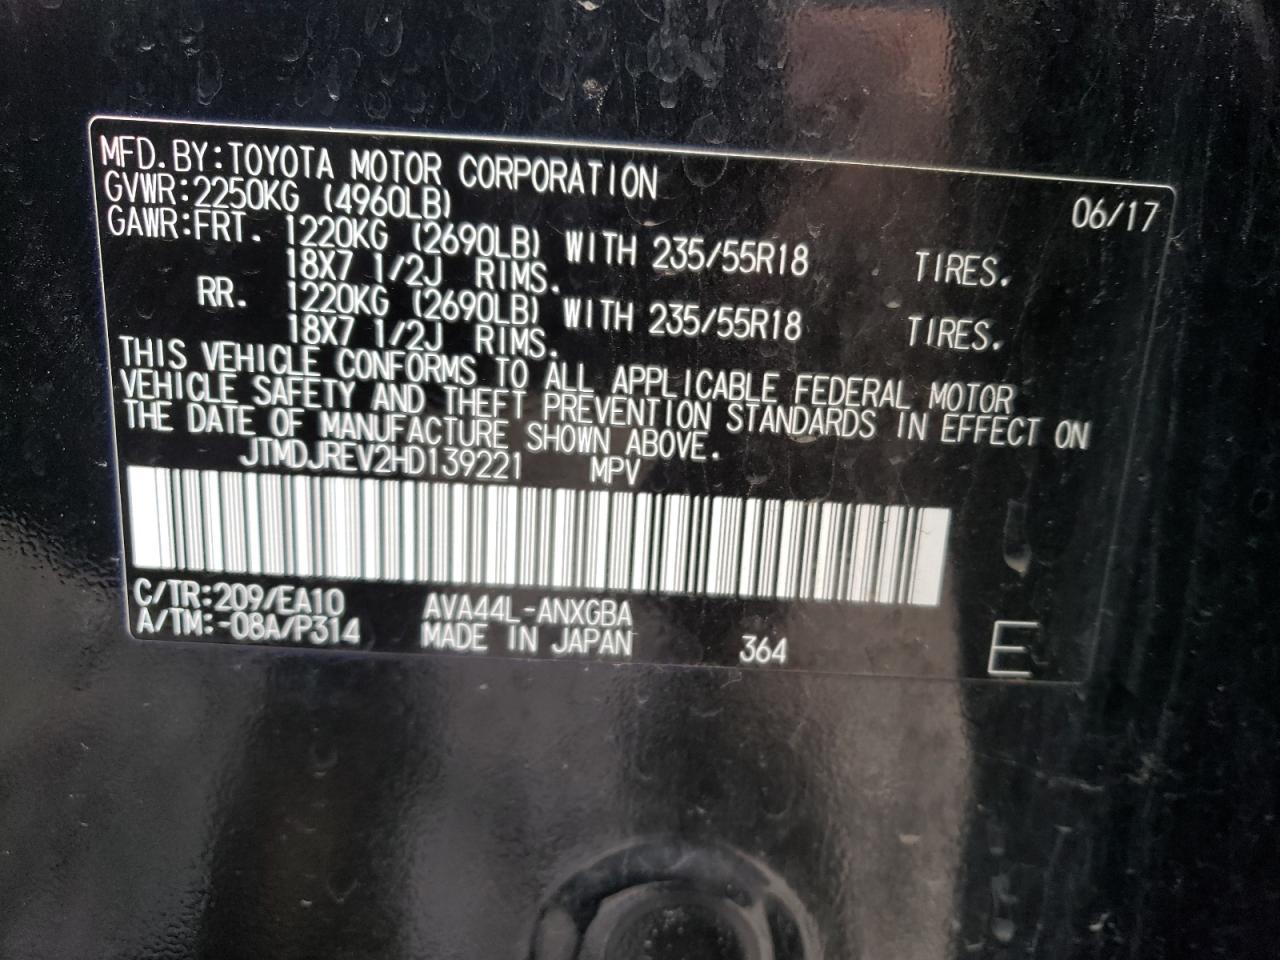 MFD. BY: TOYOTA MOTOR CORPORATION 06/17
GVWR: 2250KG (4960LB)
GAWR: FRT. 1220KG (2690LB) WITH 235/55R18 TIRES.
18X7 1/2J RIMS.
RR. 1220KG (2690LB) WITH 235/55R18 TIRES.
18X7 1/2J RIMS.
THIS VEHICLE CONFORMS TO ALL APPLICABLE FEDERAL MOTOR
VEHICLE SAFETY AND THEFT PREVENTION STANDARDS IN EFFECT ON
THE DATE OF MANUFACTURE SHOWN ABOVE.
JTMDJREV2HD139221 MPV
C/TR: 209/EA10 AVA44L-ANXGBA
A/TM: -08A/P314 MADE IN JAPAN 364 E